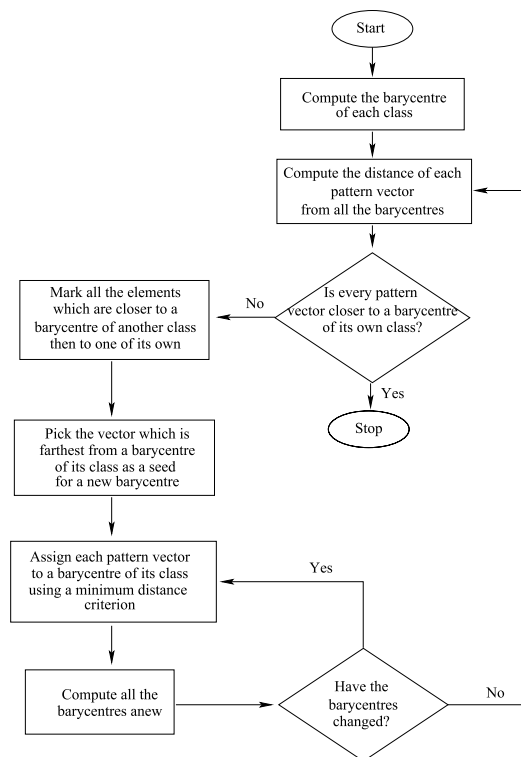 Start
Compute the barycentre
of each class
Compute the distance of each
pattern vector
from all the barycentres
Is every pattern
vector closer to a barycentre
of its own class?
No
Yes
Stop
Mark all the elements
which are closer to a
barycentre of another class
then to one of its own
Pick the vector which is
farthest from a barycentre
of its class as a seed
for a new barycentre
Assign each pattern vector
to a barycentre of its class
using a minimum distance
criterion
Compute all the
barycentres anew
Have the
barycentres
changed?
Yes
No